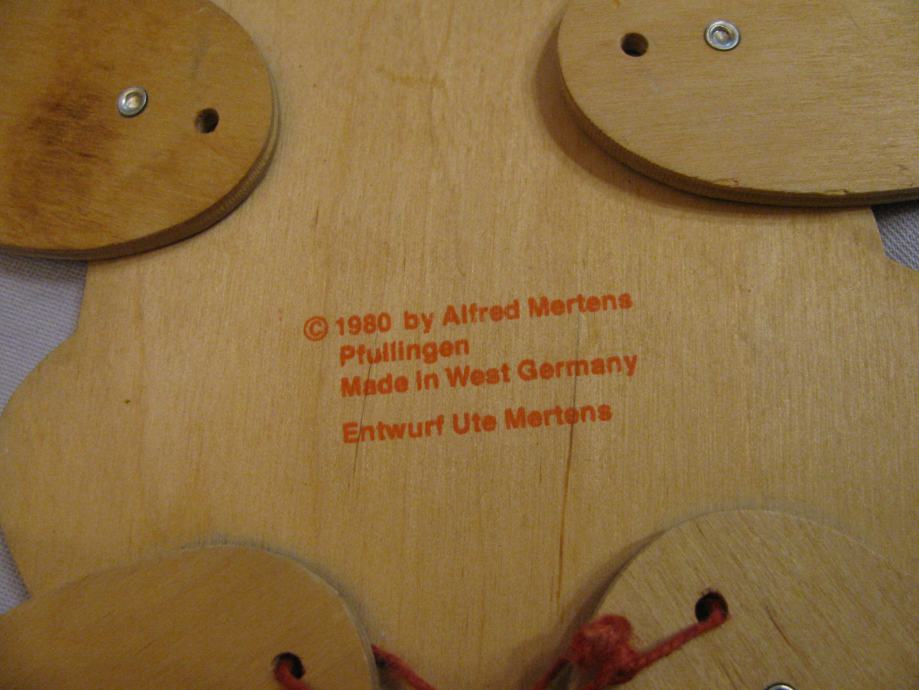 © 1980 by Alfred Mertens
Pfullingen
Made in West Germany
Entwurf Ute Mertens